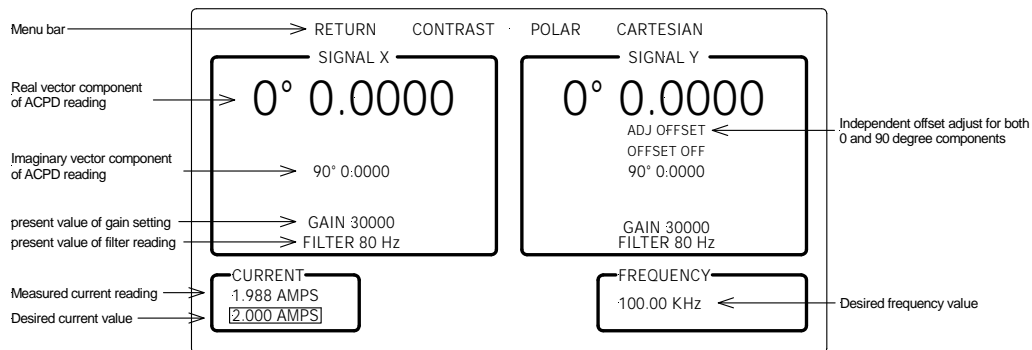 Menu bar
RETURN CONTRAST POLAR CARTESIAN
SIGNAL X
SIGNAL Y
Real vector component
of ACPD reading
0° 0.0000
0° 0.0000
ADJ OFFSET
Independent offset adjust for both
0 and 90 degree components
OFFSET OFF
Imaginary vector component
of ACPD reading
90° 0:0000
90° 0:0000
present value of gain setting
GAIN 30000
GAIN 30000
present value of filter reading
FILTER 80 Hz
FILTER 80 Hz
CURRENT
FREQUENCY
Measured current reading
1.988 AMPS
100.00 KHz
Desired frequency value
Desired current value
2.000 AMPS